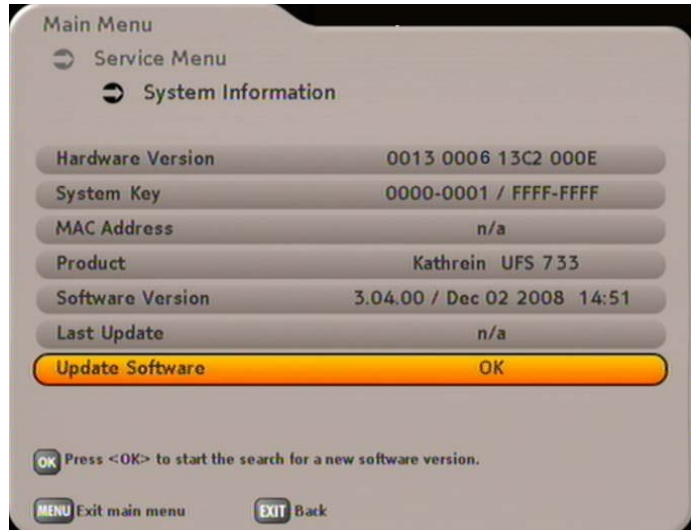 Main Menu
Service Menu
System Information
Hardware Version 0013 0006 13C2 000E
System Key 0000-0001 / FFFF-FFFF
MAC Address n/a
Product Kathrein UFS 733
Software Version 3.04.00 / Dec 02 2008 14:51
Last Update n/a
Update Software OK
OK Press <OK> to start the search for a new software version.
MENU Exit main menu EXIT Back